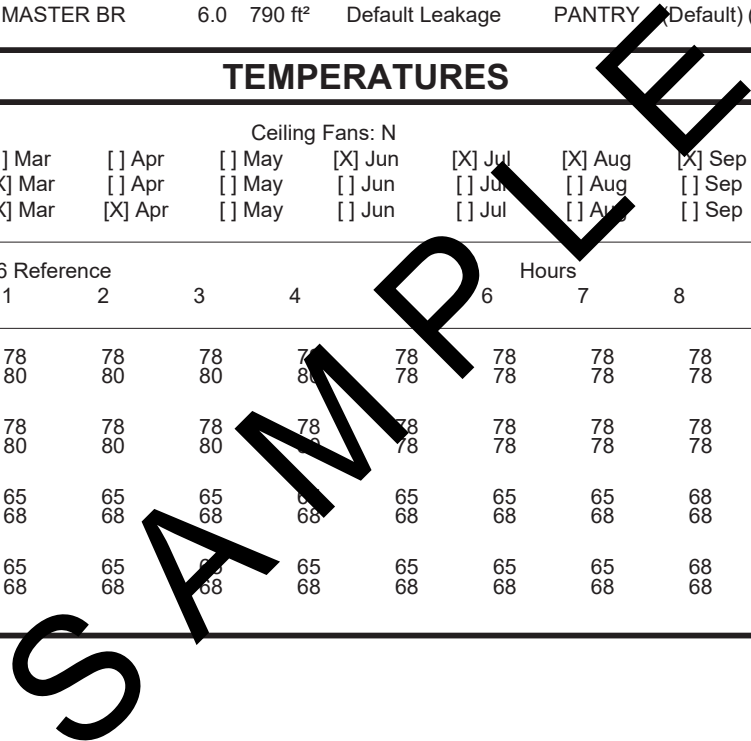 MASTER BR 6.0 790 ft² Default Leakage PANTRY (Default)
TEMPERATURES
Ceiling Fans: N
] Mar [ ] Apr [ ] May [X] Jun [X] Jul [X] Aug [X] Sep
X] Mar [ ] Apr [ ] May [ ] Jun [ ] Jul [ ] Aug [ ] Sep
X] Mar [X] Apr [ ] May [ ] Jun [ ] Jul [ ] Aug [ ] Sep
6 Reference Hours
1 2 3 4 6 7 8
78 78 78 78 78 78 78
80 80 80 80 78 78 78 78
78 78 78 78 78 78 78 78
80 80 80 78 78 78 78
65 65 65 65 65 65 68
68 68 68 68 68 68 68 68
65 65 65 65 65 65 68
68 68 68 68 68 68 68 68
SAMPLE